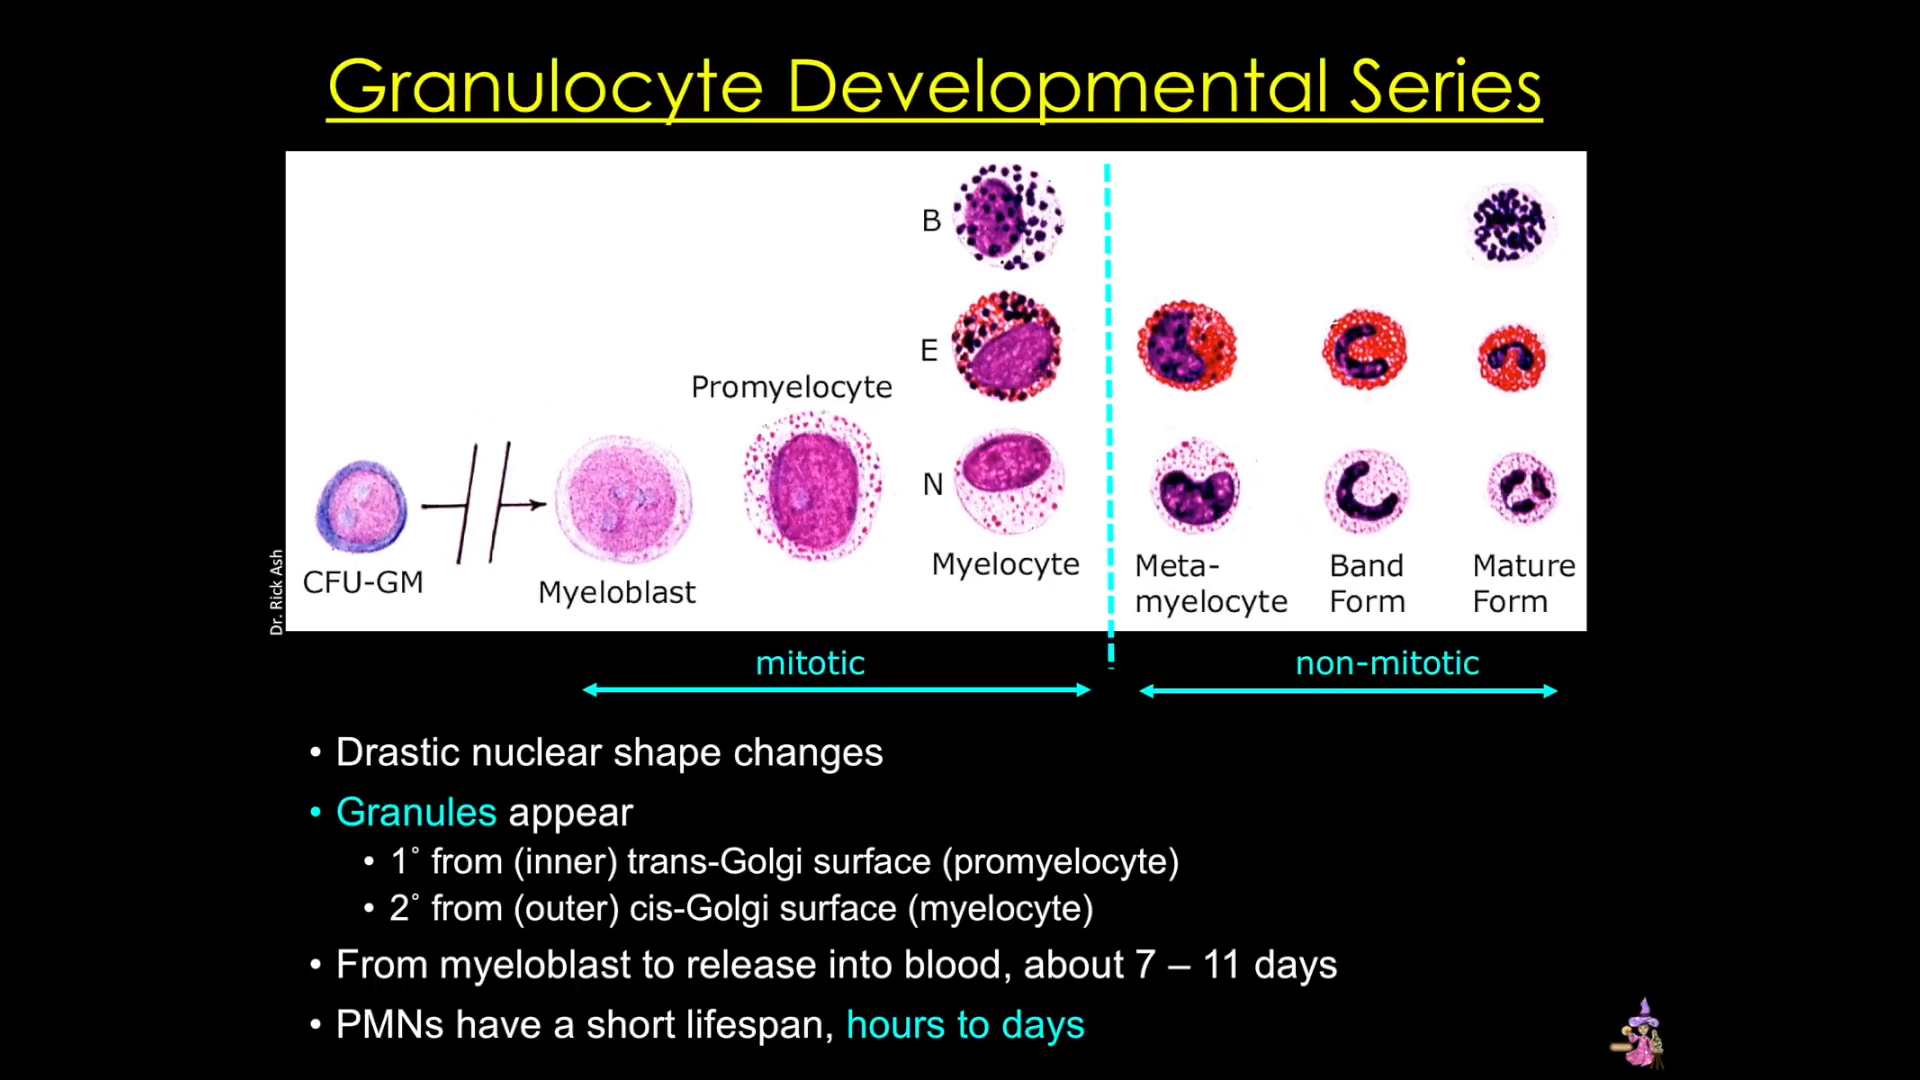 Granulocyte Developmental Series
B
E
Promyelocyte
N
CFU-GM
Myeloblast
Myelocyte
Meta-
myelocyte
Band
Form
Mature
Form
Dr. Rick Ash
mitotic
non-mitotic
• Drastic nuclear shape changes
• Granules appear
• 1˚ from (inner) trans-Golgi surface (promyelocyte)
• 2˚ from (outer) cis-Golgi surface (myelocyte)
• From myeloblast to release into blood, about 7 – 11 days
• PMNs have a short lifespan, hours to days